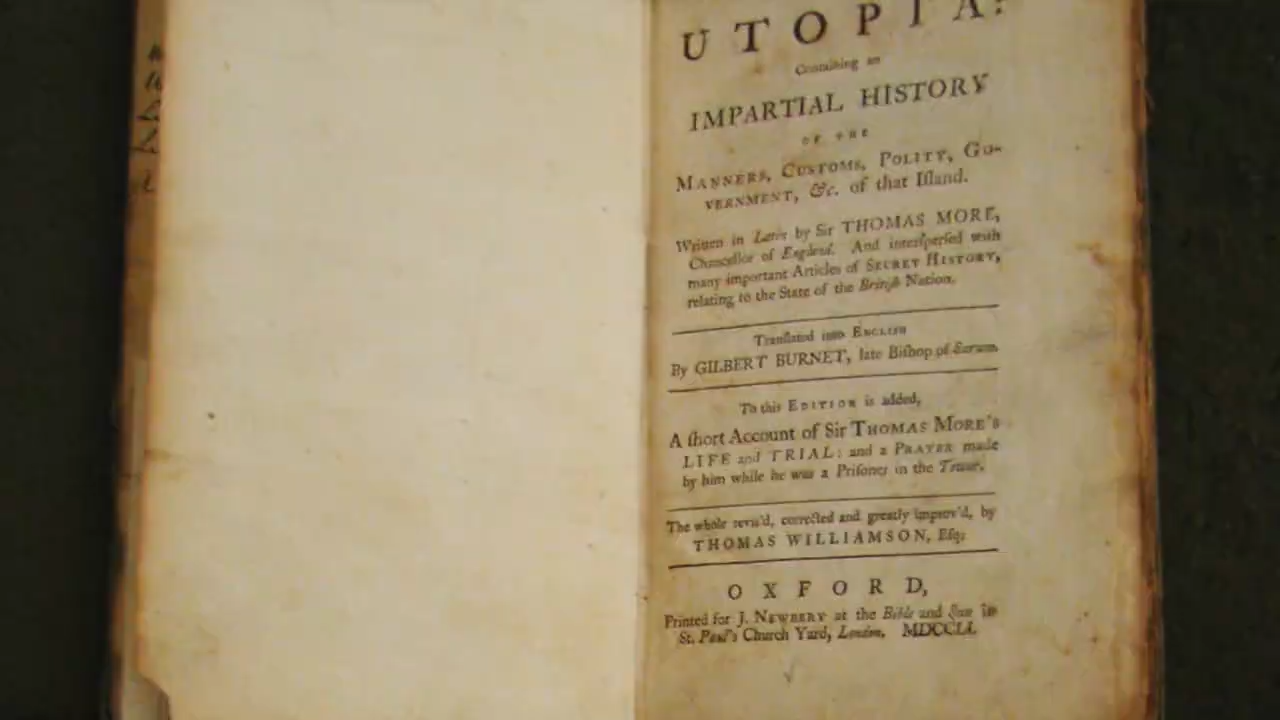 UTOPIA:
Containing an
IMPARTIAL HISTORY
OF THE
MANNERS, CUSTOMS, POLITY, GO-
VERNMENT, &c. of that Iſland.
Written in Latin by Sir THOMAS MORE,
Chancellor of England. And interſperſed with
many important Articles of SECRET HISTORY,
relating to the State of the Britiſh Nation.
Tranſlated into ENGLISH
By GILBERT BURNET, late Biſhop of Sarum.
To this EDITION is added,
A ſhort Account of Sir THOMAS MORE'S
LIFE and TRIAL: and a PRAYER made
by him while he was a Priſoner in the Tower.
The whole revis'd, corrected and greatly improv'd, by
THOMAS WILLIAMSON, Eſq;
OXFORD,
Printed for J. NEWBERY at the Bible and Sun in
St. Paul's Church Yard, London. MDCCLI.